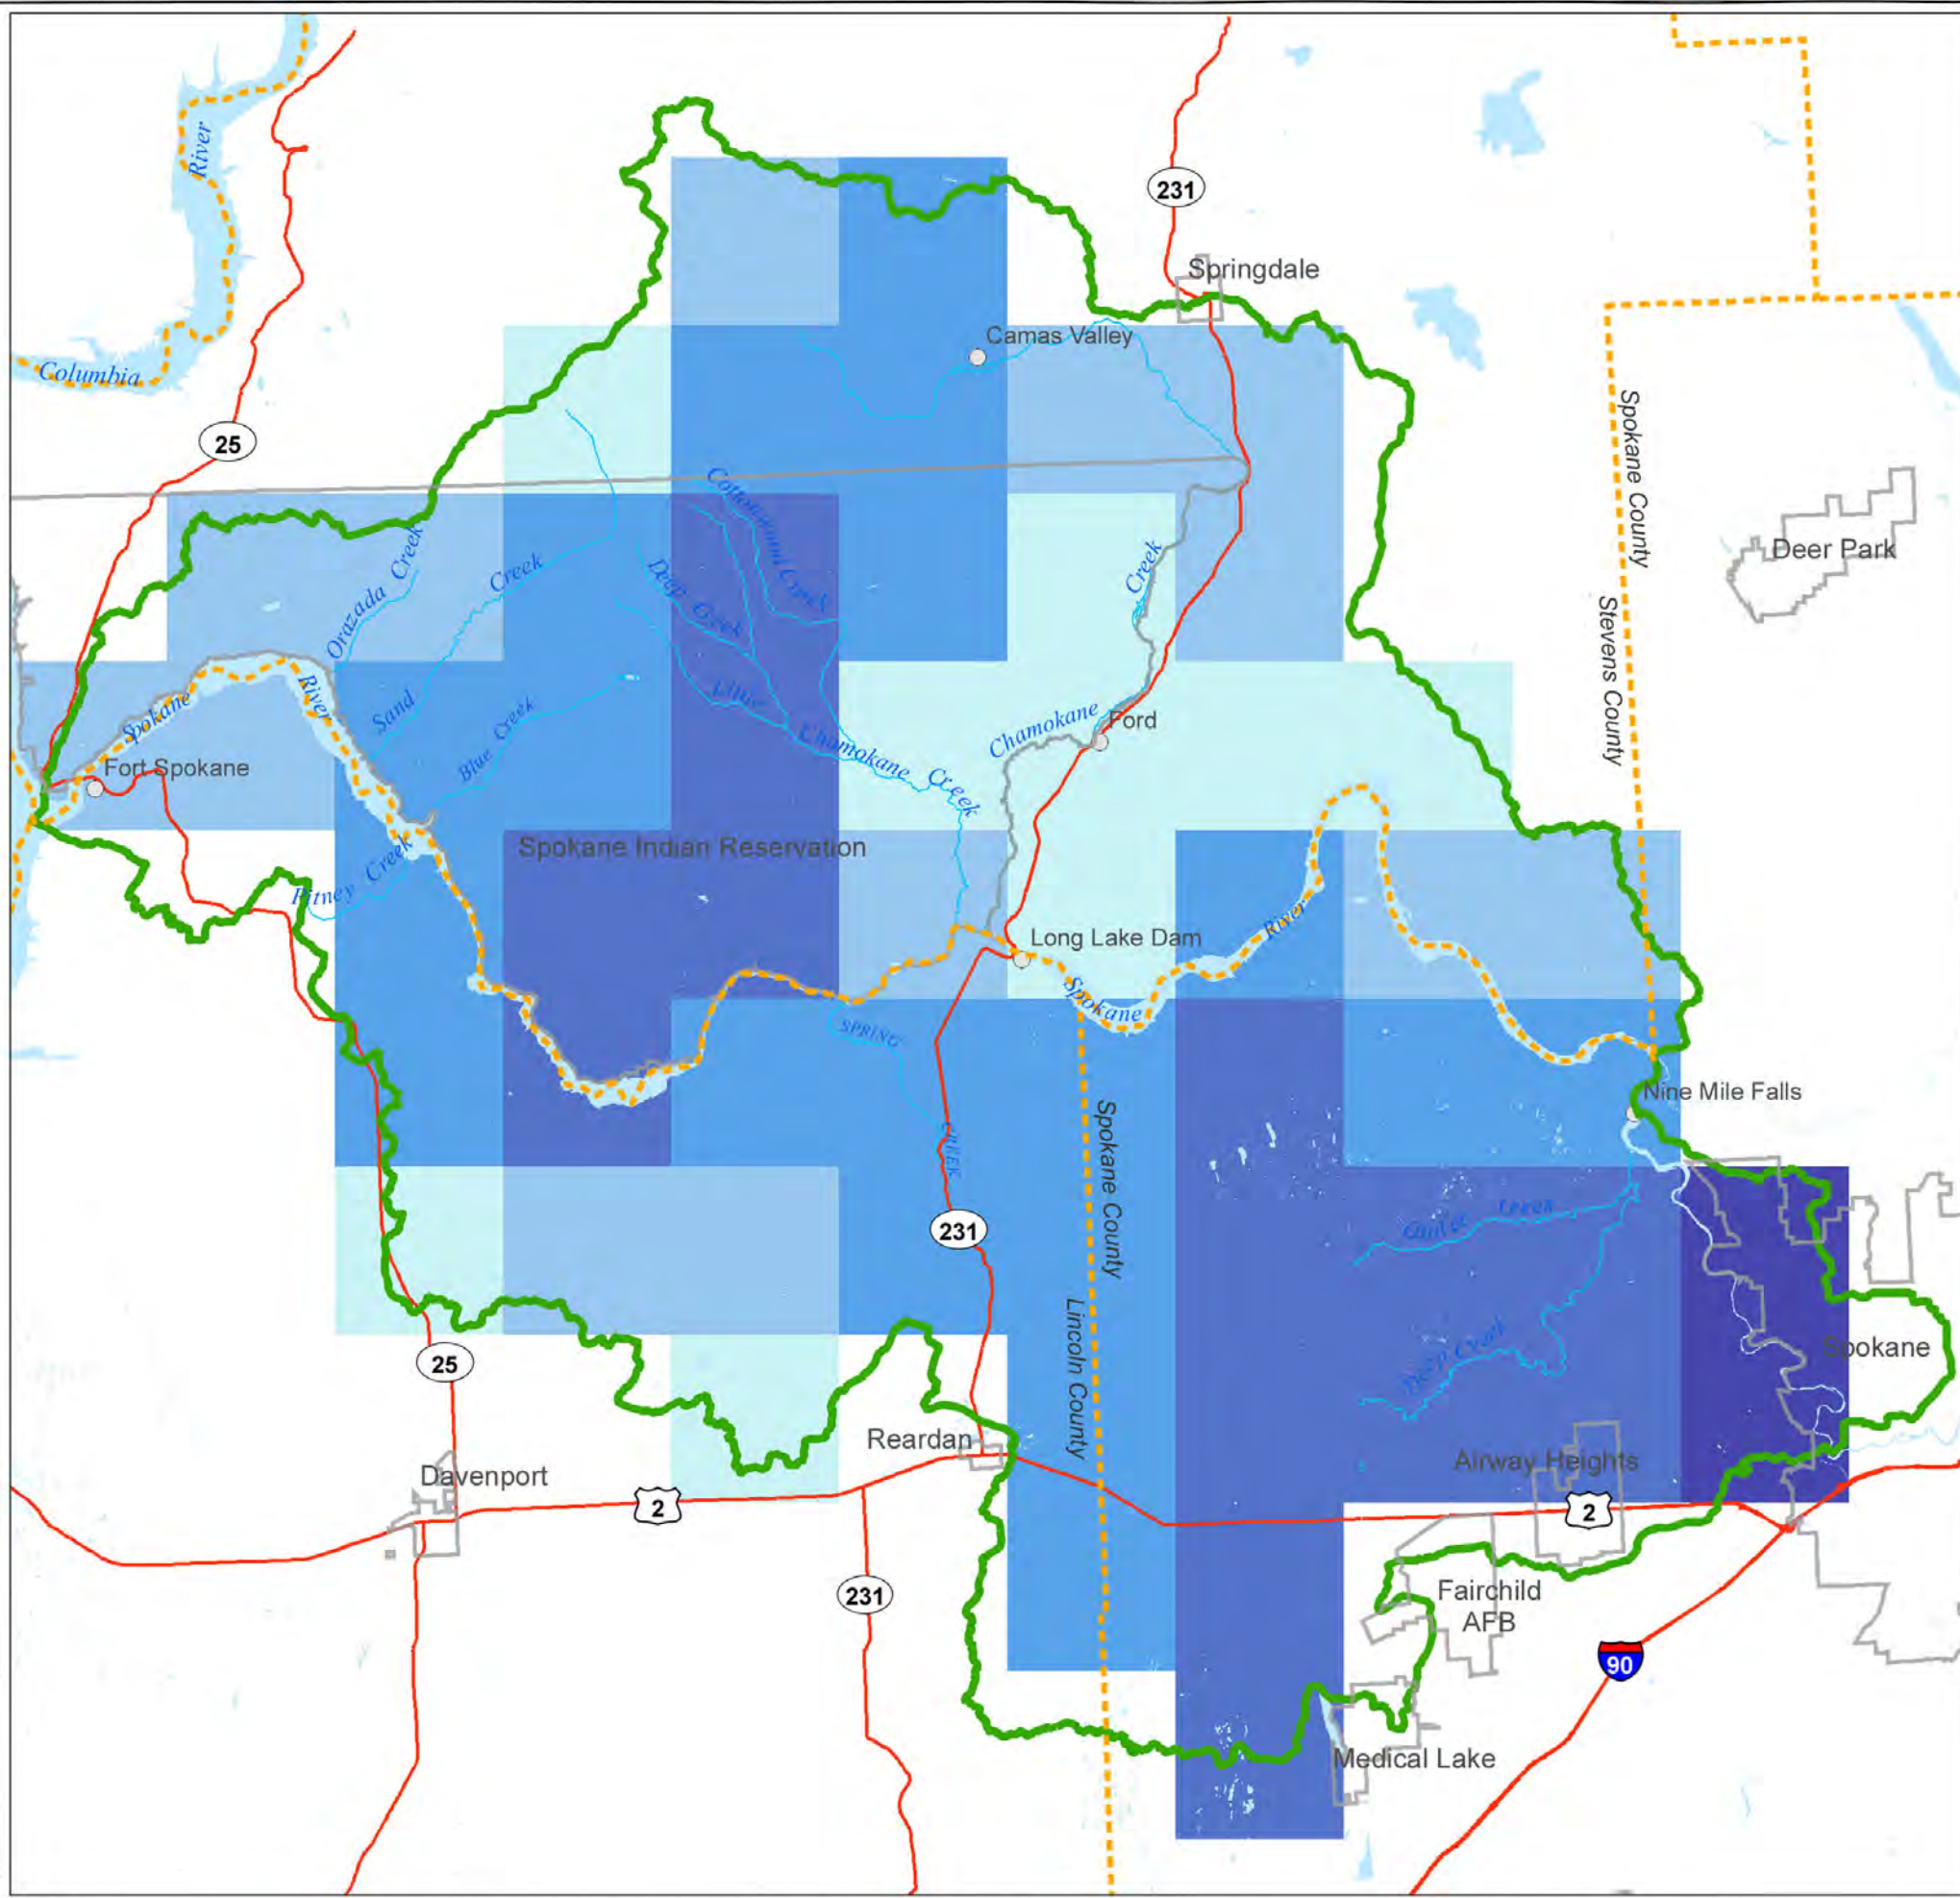 River
231
Springdale
Camas Valley
Columbia
25
Spokane County
Stevens County
Cottonwood Creek
Deer Park
Orazada Creek
Sand Creek
Deep Creek
Creek
Spokane
River
Blue Creek
Little
Chamokane
Creek
Chamokane
Ford
Fort Spokane
Spokane Indian Reservation
Pitney Creek
River
Long Lake Dam
Spokane
SPRING
CREEK
Nine Mile Falls
Spokane County
Lincoln County
Coulee Creek
231
Deep Creek
Spokane
25
Reardan
Davenport
Airway Heights
2
2
231
Fairchild
AFB
90
Medical Lake